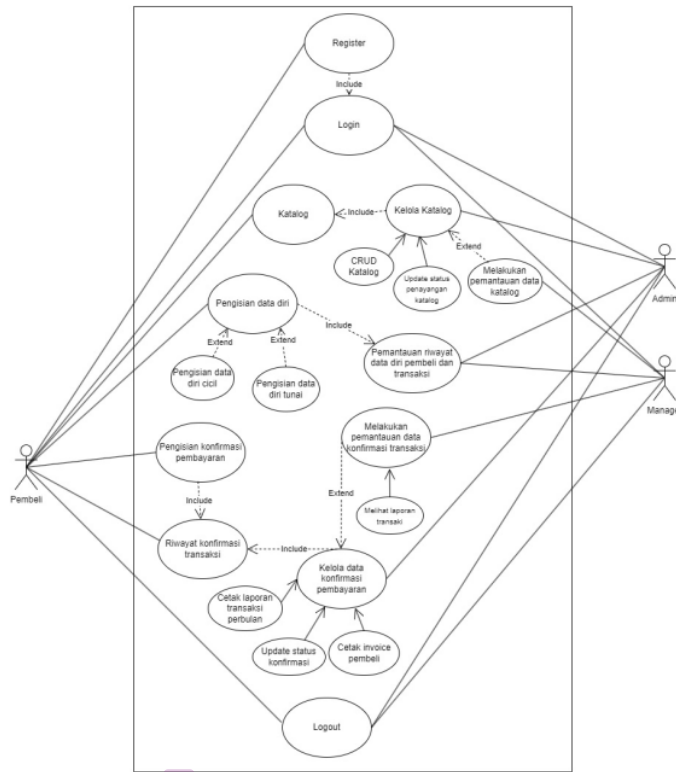 Register
Include
Login
Katalog
Include
Kelola Katalog
CRUD
Katalog
Update status
penayangan
katalog
Extend
Melakukan
pemantauan data
katalog
Admin
Pengisian data diri
Include
Extend
Extend
Pengisian data
diri cicil
Pengisian data
diri tunai
Pemantauan riwayat
data diri pembeli dan
transaksi
Manage
Melakukan
pemantauan data
konfirmasi transaksi
Pengisian konfirmasi
pembayaran
Pembeli
Include
Extend
Melihat laporan
transaki
Riwayat konfirmasi
transaksi
Include
Kelola data
konfirmasi
pembayaran
Cetak laporan
transaksi
perbulan
Update status
konfirmasi
Cetak invoice
pembeli
Logout